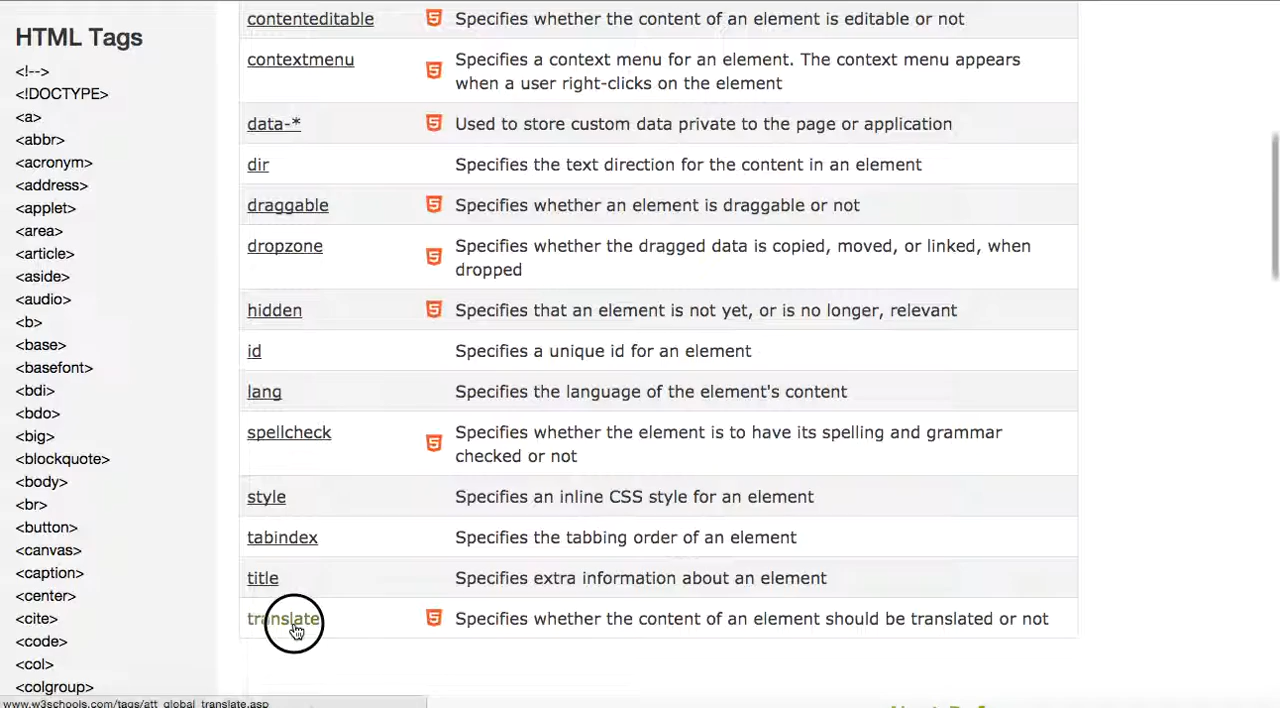 HTML Tags
<!-->
<!DOCTYPE>
<a>
<abbr>
<acronym>
<address>
<applet>
<area>
<article>
<aside>
<audio>
<b>
<base>
<basefont>
<bdi>
<bdo>
<big>
<blockquote>
<body>
<br>
<button>
<canvas>
<caption>
<center>
<cite>
<code>
<col>
<colgroup>
contenteditable 5 Specifies whether the content of an element is editable or not
contextmenu 5 Specifies a context menu for an element. The context menu appears
when a user right-clicks on the element
data-* 5 Used to store custom data private to the page or application
dir Specifies the text direction for the content in an element
draggable 5 Specifies whether an element is draggable or not
dropzone 5 Specifies whether the dragged data is copied, moved, or linked, when
dropped
hidden 5 Specifies that an element is not yet, or is no longer, relevant
id Specifies a unique id for an element
lang Specifies the language of the element's content
spellcheck 5 Specifies whether the element is to have its spelling and grammar
checked or not
style Specifies an inline CSS style for an element
tabindex Specifies the tabbing order of an element
title Specifies extra information about an element
translate 5 Specifies whether the content of an element should be translated or not
www.w3schools.com/tags/att_global_translate.asp